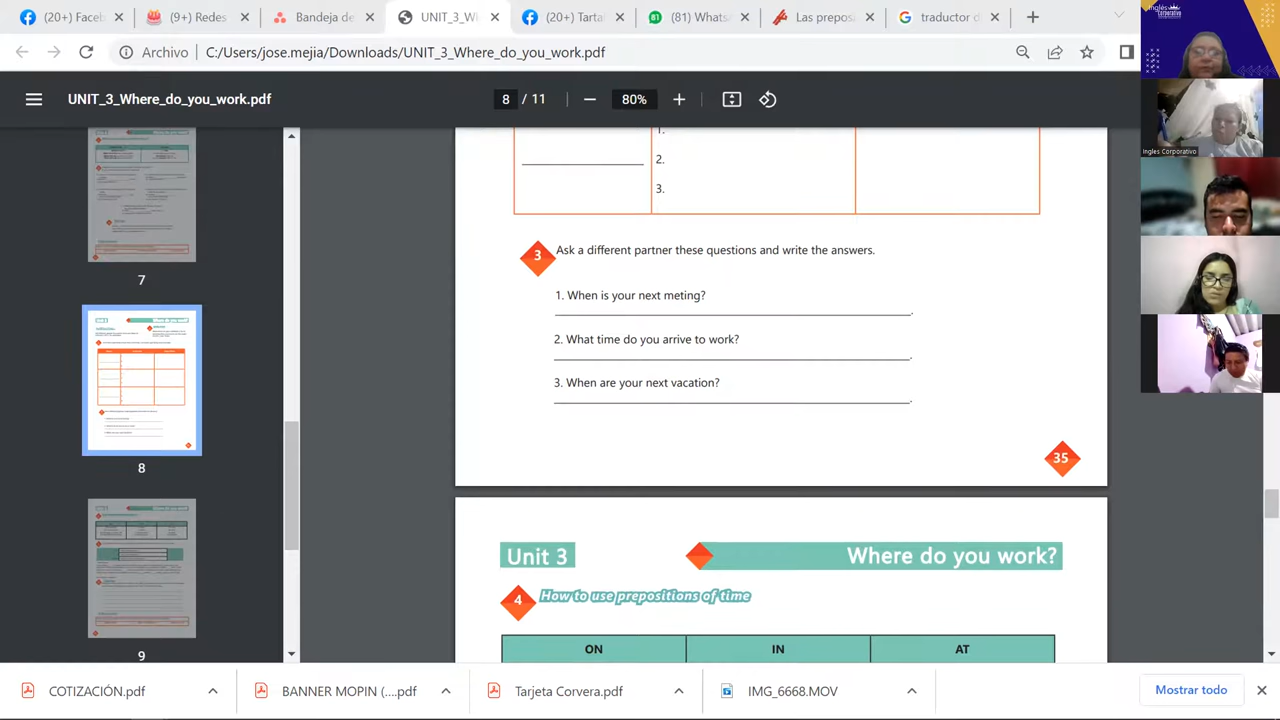 (20+) Faceb
(9+) Redes
Bandeja de
UNIT_3_W
(20+) Tarta
(81) Whats
Las prepos
traductor d
Archivo C:/Users/jose.mejia/Downloads/UNIT_3_Where_do_you_work.pdf
UNIT_3_Where_do_you_work.pdf
8 / 11
80%
Inglés
Corporativo
Ingles Corporativo
7
8
9
1.
2.
3.
3 Ask a different partner these questions and write the answers.
1. When is your next meting?
2. What time do you arrive to work?
3. When are your next vacation?
35
Unit 3
Where do you work?
4 How to use prepositions of time
ON IN AT
COTIZACIÓN.pdf
BANNER MOPIN (....pdf
Tarjeta Corvera.pdf
IMG_6668.MOV
Mostrar todo